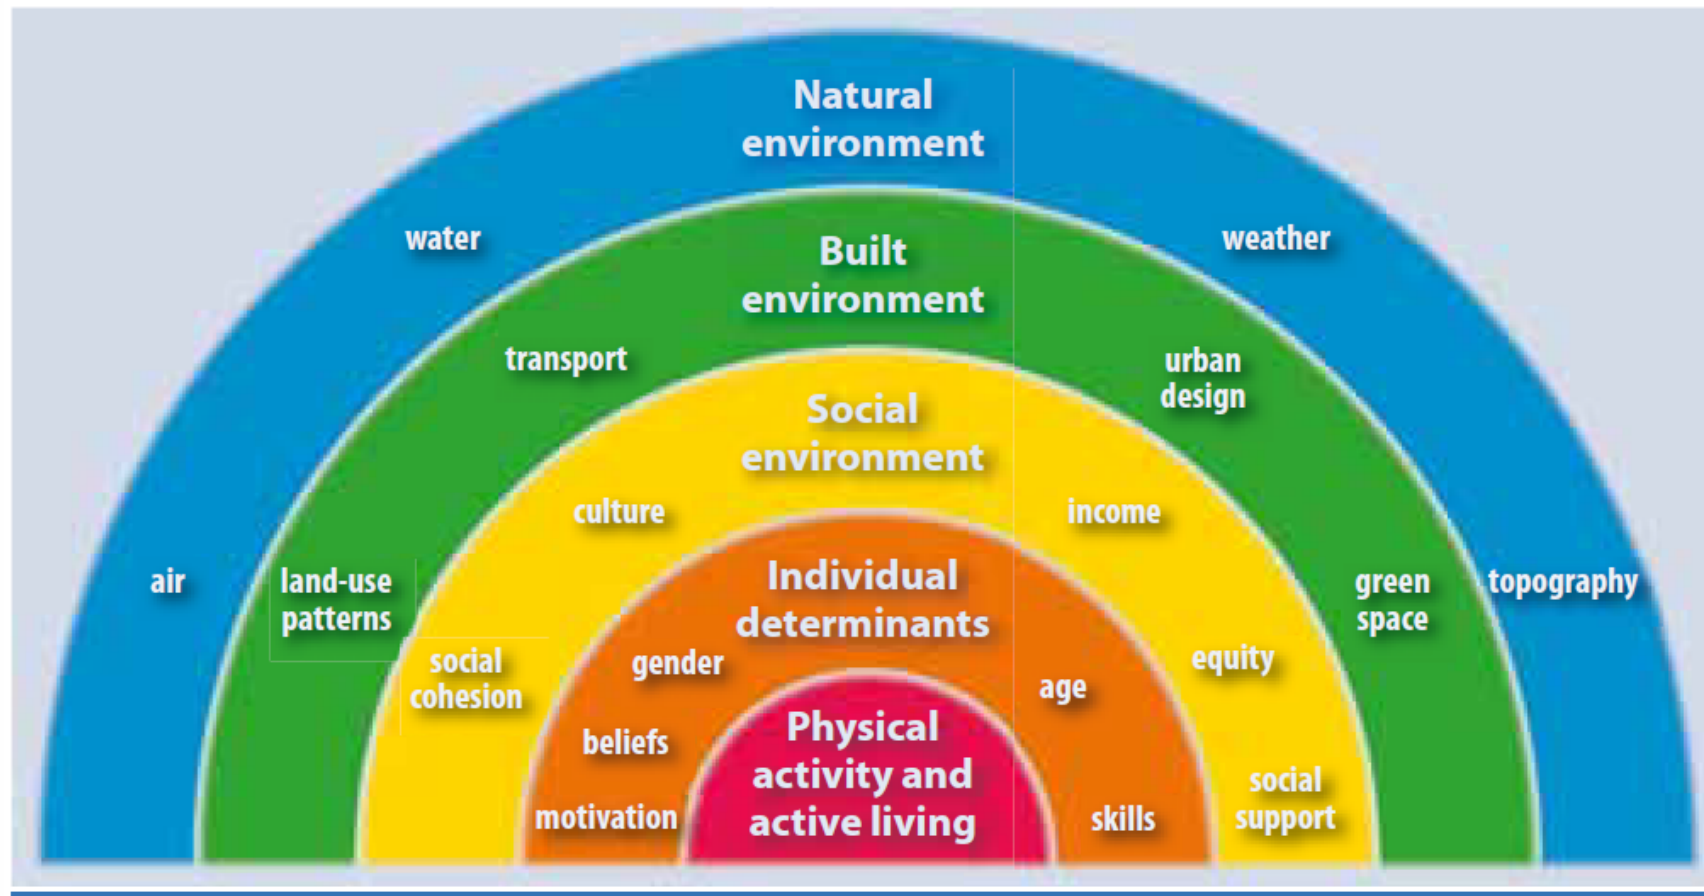 Natural
environment
water
weather
Built
environment
transport
urban
design
Social
environment
culture
income
air
land-use
patterns
green
space
topography
Individual
determinants
social
cohesion
gender
age
equity
beliefs
motivation
skills
social
support
Physical
activity and
active living